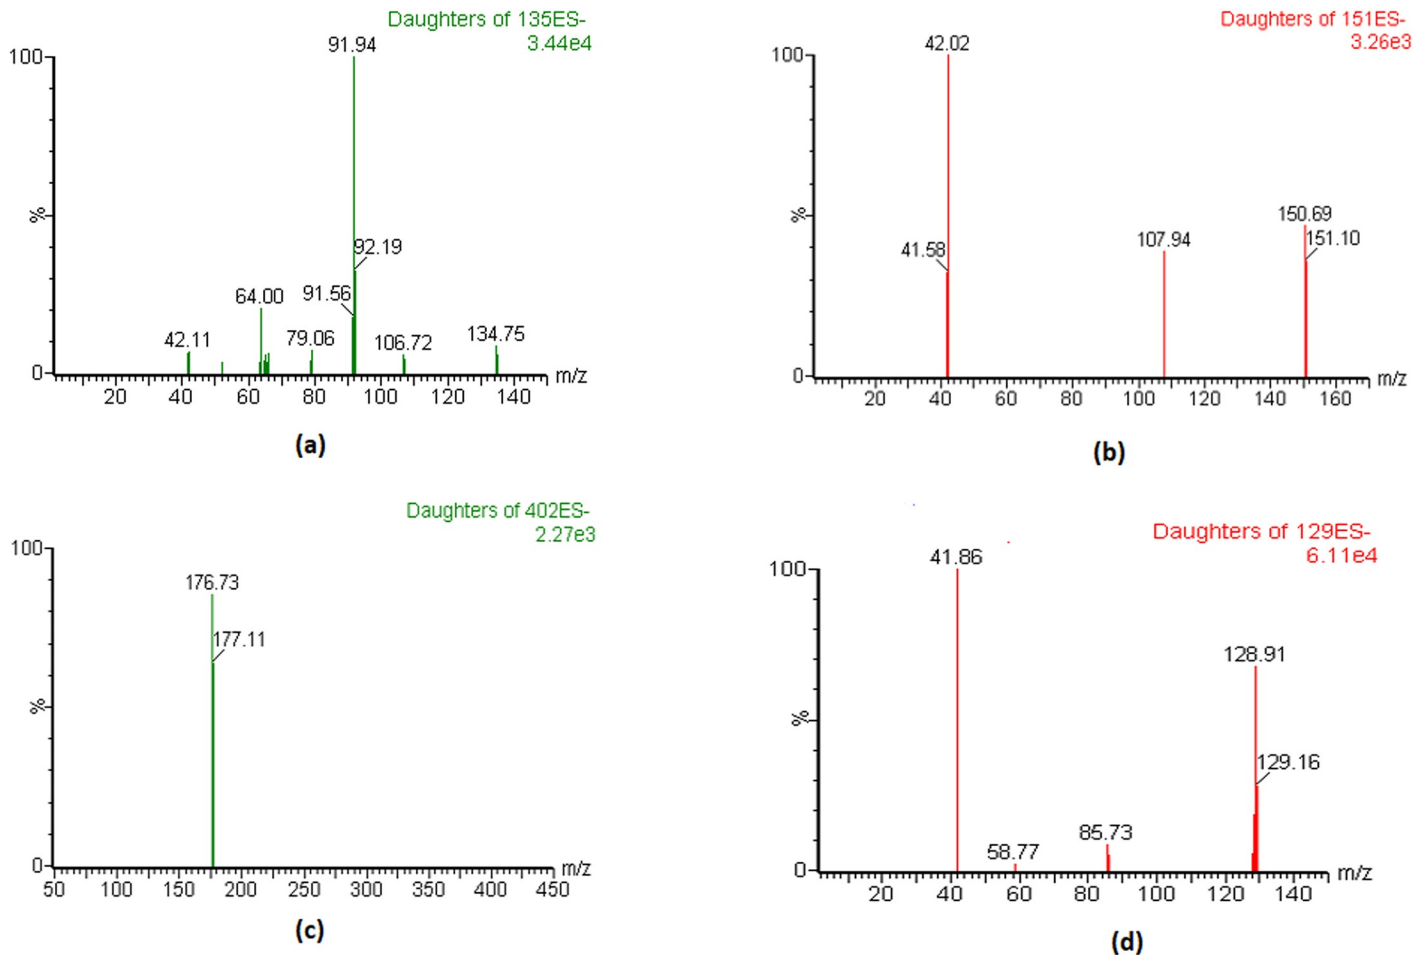 Daughters of 135ES-
3.44e4
91.94
100
92.19
91.56
64.00
79.06
134.75
42.11
106.72
%
0
m/z
20 40 60 80 100 120 140
(a)
Daughters of 151ES-
3.26e3
42.02
100
150.69
151.10
107.94
41.58
%
0
m/z
20 40 60 80 100 120 140 160
(b)
Daughters of 402ES-
2.27e3
100
176.73
177.11
%
0
m/z
50 100 150 200 250 300 350 400 450
(c)
Daughters of 129ES-
6.11e4
41.86
100
128.91
129.16
85.73
58.77
%
0
m/z
20 40 60 80 100 120 140
(d)